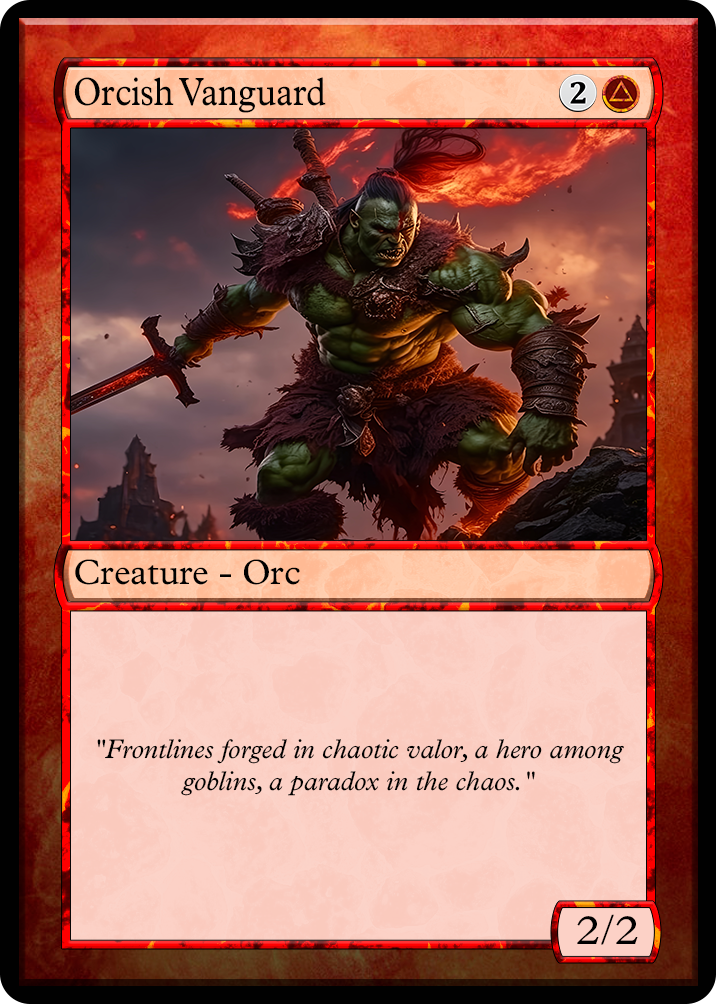 Orcish Vanguard 2
Creature - Orc
"Frontlines forged in chaotic valor, a hero among
goblins, a paradox in the chaos."
2/2